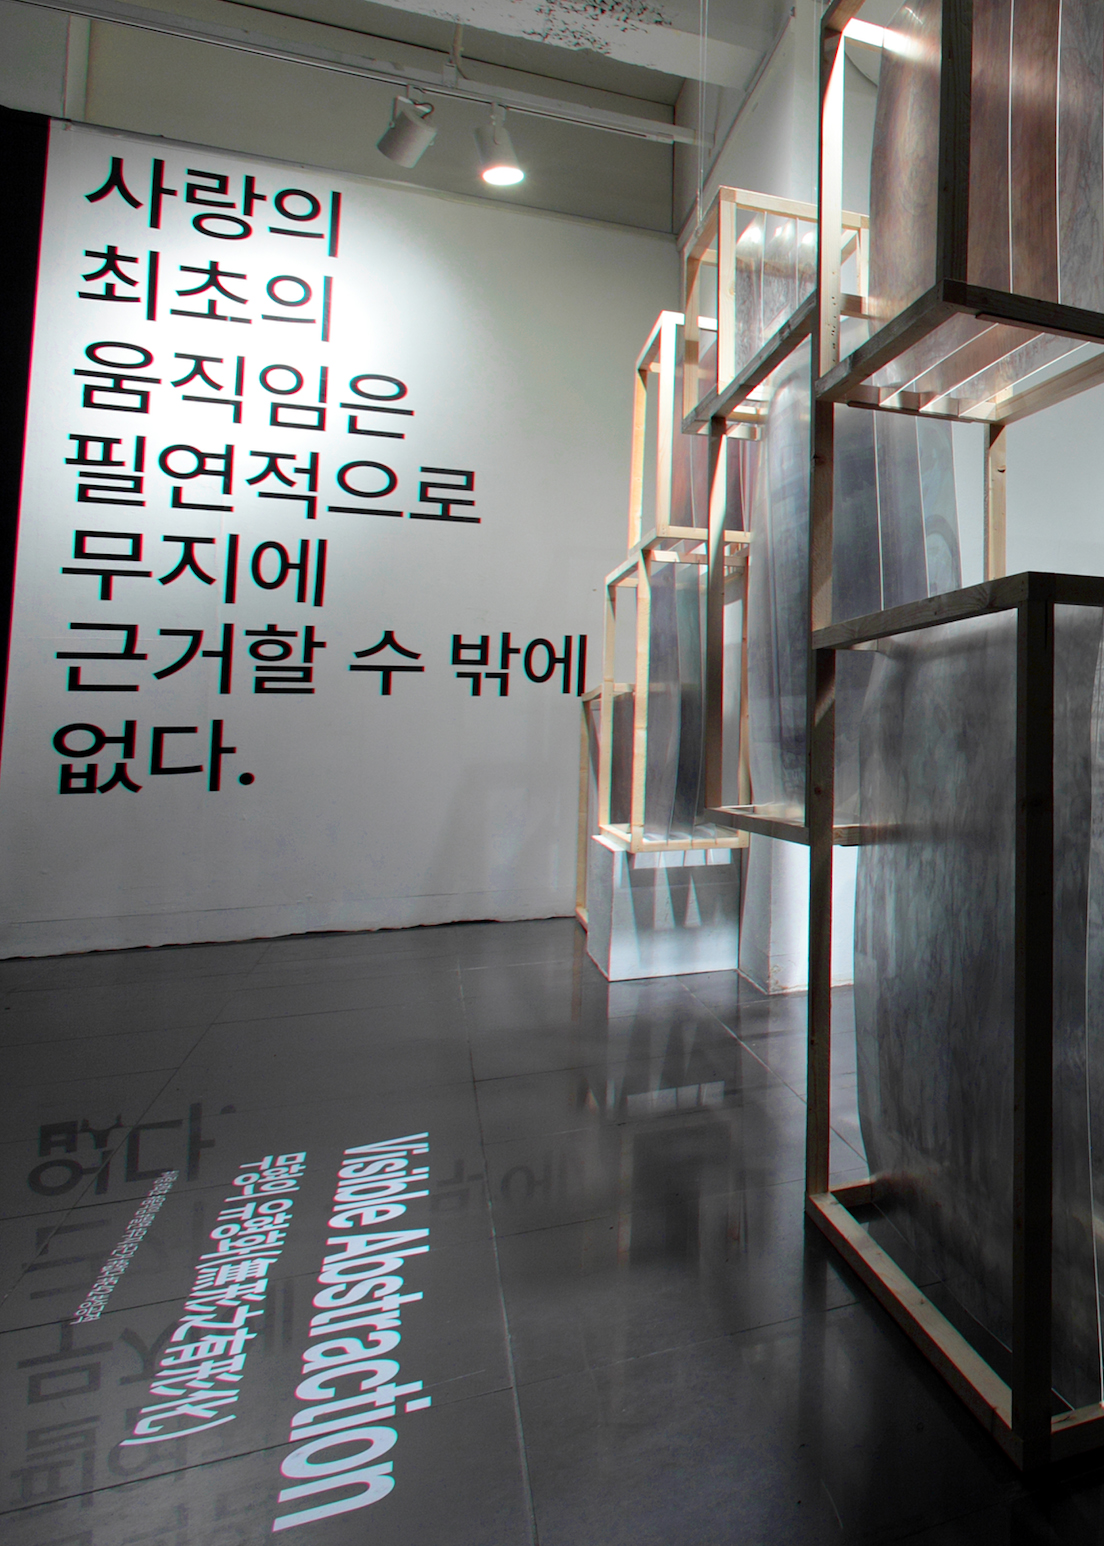 사랑의
최초의
움직임은
필연적으로
무지에
근거할 수 밖에
없다.
Visible Abstraction
무형의 유형화(無形之有形化)